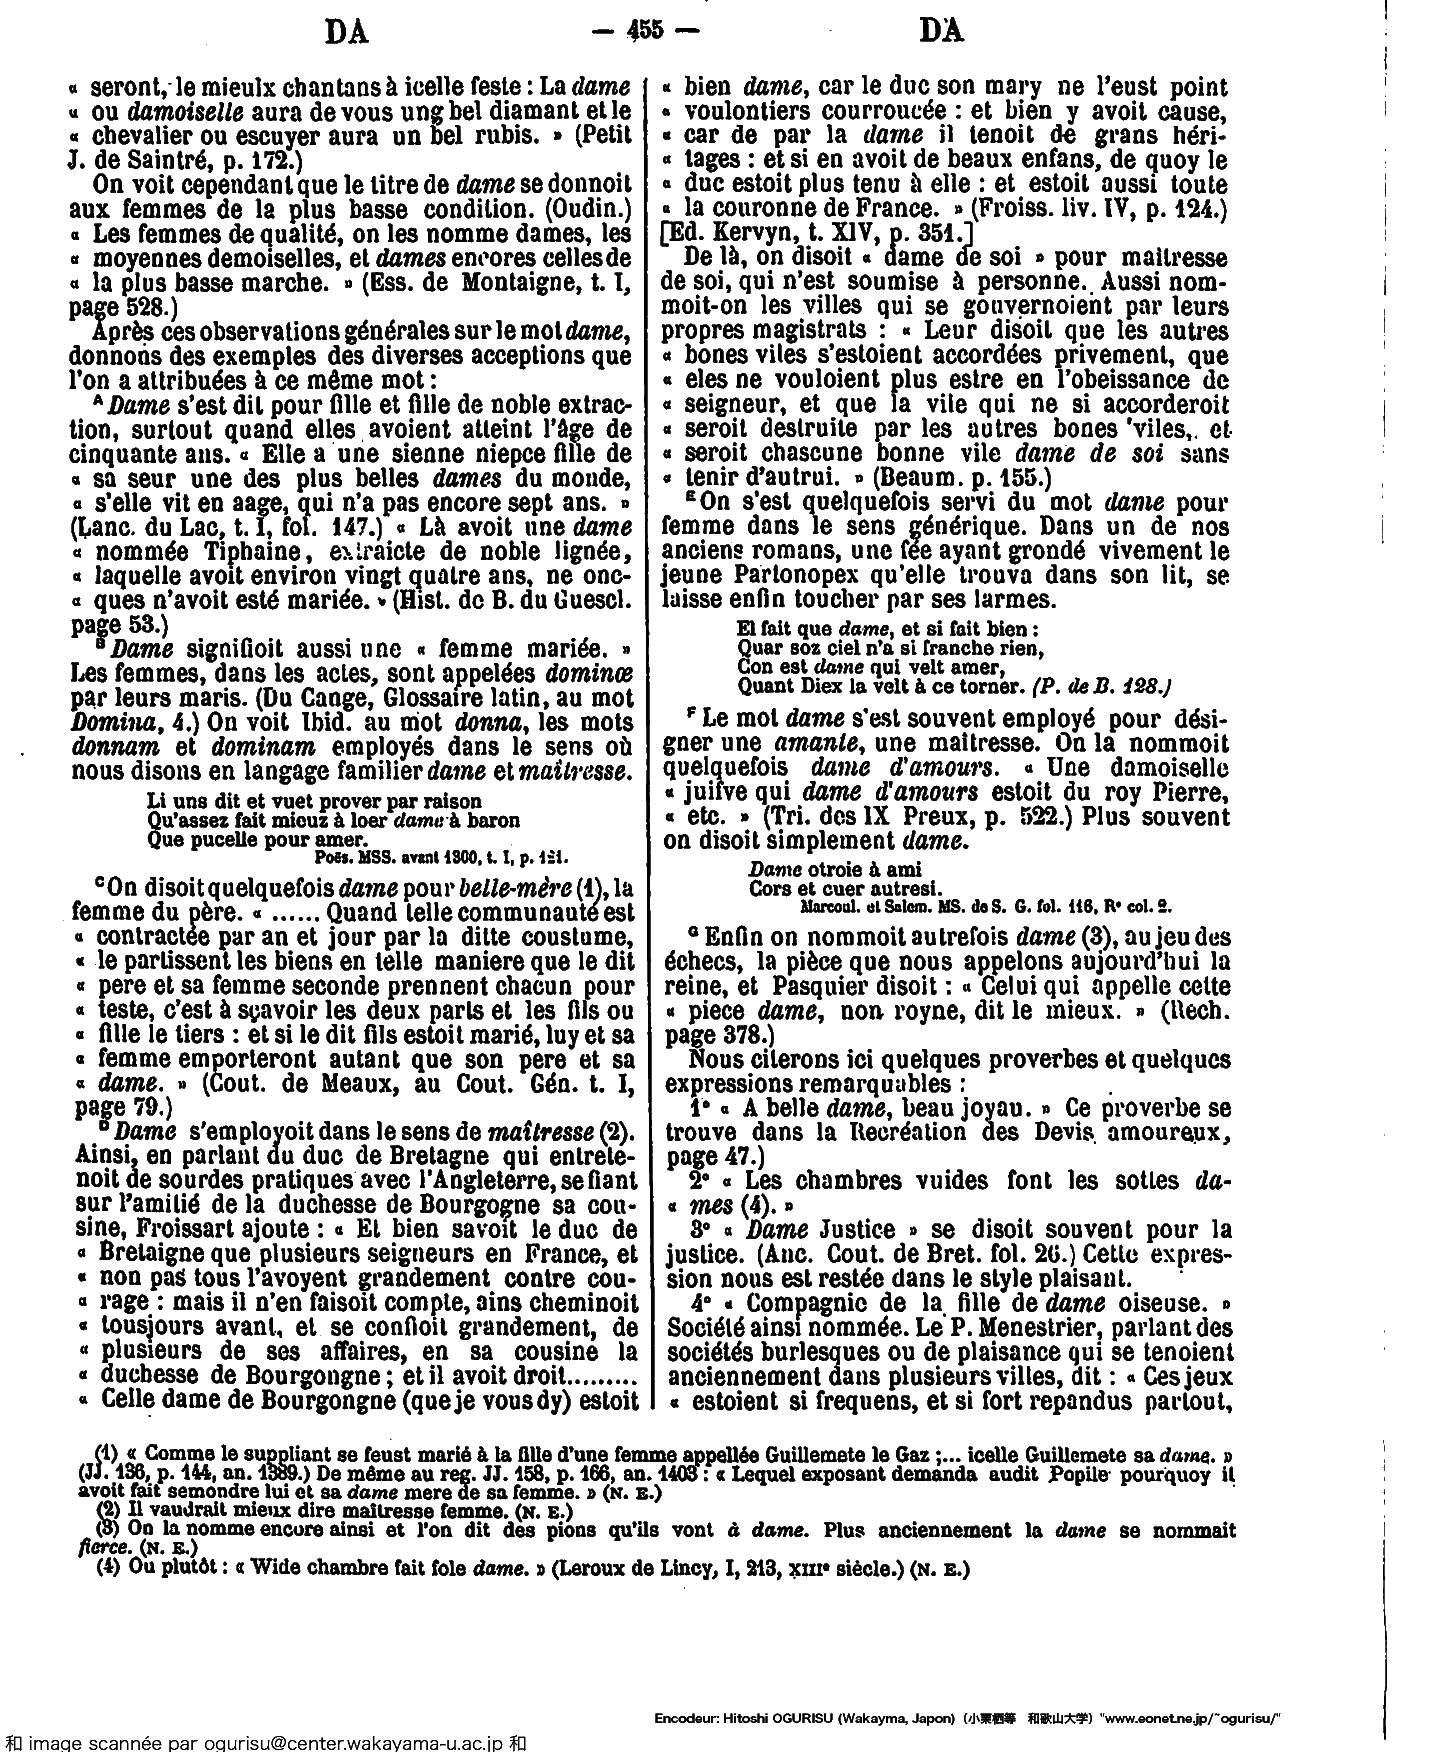 DA
— 455 —
DA
« seront, le mieulx chantans à icelle feste : La dame
« ou damoiselle aura de vous ung bel diamant et le
« chevalier ou escuyer aura un bel rubis. » (Petit
J. de Saintré, p. 172.)
On voit cependant que le titre de dame se donnoit
aux femmes de la plus basse condition. (Oudin.)
« Les femmes de qualité, on les nomme dames, les
« moyennes demoiselles, et dames encores celles de
« la plus basse marche. » (Ess. de Montaigne, t. I,
page 528.)
Après ces observations générales sur le mot dame,
donnons des exemples des diverses acceptions que
l'on a attribuées à ce même mot :
A Dame s'est dit pour fille et fille de noble extrac-
tion, surtout quand elles avoient atteint l'âge de
cinquante ans. « Elle a une sienne niepce fille de
« sa seur une des plus belles dames du monde,
« s'elle vit en aage, qui n'a pas encore sept ans. »
(Lanc. du Lac, t. I, fol. 147.) « Là avoit une dame
« nommée Tiphaine, extraicte de noble lignée,
« laquelle avoit environ vingt quatre ans, ne onc-
« ques n'avoit esté mariée. » (Hist. de B. du Guescl.
page 53.)
B Dame signifioit aussi une « femme mariée. »
Les femmes, dans les actes, sont appelées dominœ
par leurs maris. (Du Cange, Glossaire latin, au mot
Domina, 4.) On voit Ibid. au mot donna, les mots
donnam et dominam employés dans le sens où
nous disons en langage familier dame et maîtresse.
Li uns dit et vuet prover par raison
Qu'assez fait mieuz à loer dame à baron
Que pucelle pour amer.
Poës. MSS. avant 1300, t. I, p.
C On disoit quelquefois dame pour belle-mère (1), la
femme du père. « ...... Quand telle communauté est
« contractée par an et jour par la ditte coustume,
« le partissent les biens en telle maniere que le dit
« pere et sa femme seconde prennent chacun pour
« teste, c'est à sçavoir les deux parts et les fils ou
« fille le tiers : et si le dit fils estoit marié, luy et sa
« femme emporteront autant que son pere et sa
« dame. » (Cout. de Meaux, au Cout. Gén. t. I,
page 79.)
D Dame s'employoit dans le sens de maîtresse (2).
Ainsi, en parlant du duc de Bretagne qui entrete-
noit de sourdes pratiques avec l'Angleterre, se fiant
sur l'amitié de la duchesse de Bourgogne sa cou-
sine, Froissart ajoute : « Et bien savoit le duc de
« Bretaigne que plusieurs seigneurs en France, et
« non pas tous l'avoyent grandement contre cou-
« rage : mais il n'en faisoit compte, ains cheminoit
« tousjours avant, et se confioit grandement, de
« plusieurs de ses affaires, en sa cousine la
« duchesse de Bourgongne ; et il avoit droit.........
« Celle dame de Bourgongne (que je vous dy) estoit
« bien dame, car le duc son mary ne l'eust point
« voulontiers courroucée : et bien y avoit cause,
« car de par la dame il tenoit de grans héri-
« tages : et si en avoit de beaux enfans, de quoy le
« duc estoit plus tenu à elle : et estoit aussi toute
« la couronne de France. » (Froiss. liv. IV, p. 124.)
[Ed. Kervyn, t. XIV, p. 351.]
De là, on disoit « dame de soi » pour maitresse
de soi, qui n'est soumise à personne. Aussi nom-
moit-on les villes qui se gouvernoient par leurs
propres magistrats : « Leur disoit que les autres
« bones viles s'estoient accordées privement, que
« eles ne vouloient plus estre en l'obeissance de
« seigneur, et que la vile qui ne si accorderoit
« seroit destruite par les autres bones viles, et
« seroit chascune bonne vile dame de soi sans
« tenir d'autrui. » (Beaum. p. 155.)
E On s'est quelquefois servi du mot dame pour
femme dans le sens générique. Dans un de nos
anciens romans, une fée ayant grondé vivement le
jeune Partonopex qu'elle trouva dans son lit, se
laisse enfin toucher par ses larmes.
El fait que dame, et si fait bien :
Quar soz ciel n'a si franche rien,
Con est dame qui velt amer,
Quant Diex la velt à ce torner. (P. de B. 128.)
F Le mot dame s'est souvent employé pour dési-
gner une amante, une maîtresse. On la nommoit
quelquefois dame d'amours. « Une damoiselle
« juifve qui dame d'amours estoit du roy Pierre,
« etc. » (Tri. des IX Preux, p. 522.) Plus souvent
on disoit simplement dame.
Dame otroie à ami
Cors et cuer autresi.
Marcoul. et Salem. MS. de S. G. fol. 116, R° col. 2.
G Enfin on nommoit autrefois dame (3), au jeu des
échecs, la pièce que nous appelons aujourd'hui la
reine, et Pasquier disoit : « Celui qui appelle cette
« piece dame, non royne, dit le mieux. » (Rech.
page 378.)
Nous citerons ici quelques proverbes et quelques
expressions remarquables :
1° « A belle dame, beau joyau. » Ce proverbe se
trouve dans la Recréation des Devis amoureux,
page 47.)
2° « Les chambres vuides font les sottes da-
« mes (4). »
3° « Dame Justice » se disoit souvent pour la
justice. (Anc. Cout. de Bret. fol. 26.) Cette expres-
sion nous est restée dans le style plaisant.
4° « Compagnie de la fille de dame oiseuse. »
Société ainsi nommée. Le P. Menestrier, parlant des
sociétés burlesques ou de plaisance qui se tenoient
anciennement dans plusieurs villes, dit : « Ces jeux
« estoient si frequens, et si fort repandus partout,
(1) « Comme le suppliant se feust marié à la fille d'une femme appellée Guillemete le Gaz ;... icelle Guillemete sa dame. »
(JJ. 136, p. 144, an. 1389.) De même au reg. JJ. 158, p. 166, an. 1403 : « Lequel exposant demanda audit Popile pourquoy il
avoit fait semondre lui et sa dame mere de sa femme. » (N. E.)
(2) Il vaudrait mieux dire maîtresse femme. (N. E.)
(3) On la nomme encore ainsi et l'on dit des pions qu'ils vont à dame. Plus anciennement la dame se nommait
fierce. (N. E.)
(4) Ou plutôt : « Wide chambre fait fole dame. » (Leroux de Lincy, I, 213, XIIIe siècle.) (N. E.)
Encodeur: Hitoshi OGURISU (Wakayma, Japon) (小栗栖等 和歌山大学) "www.eonet.ne.jp/~ogurisu/"
和 image scannée par ogurisu@center.wakayama-u.ac.jp 和